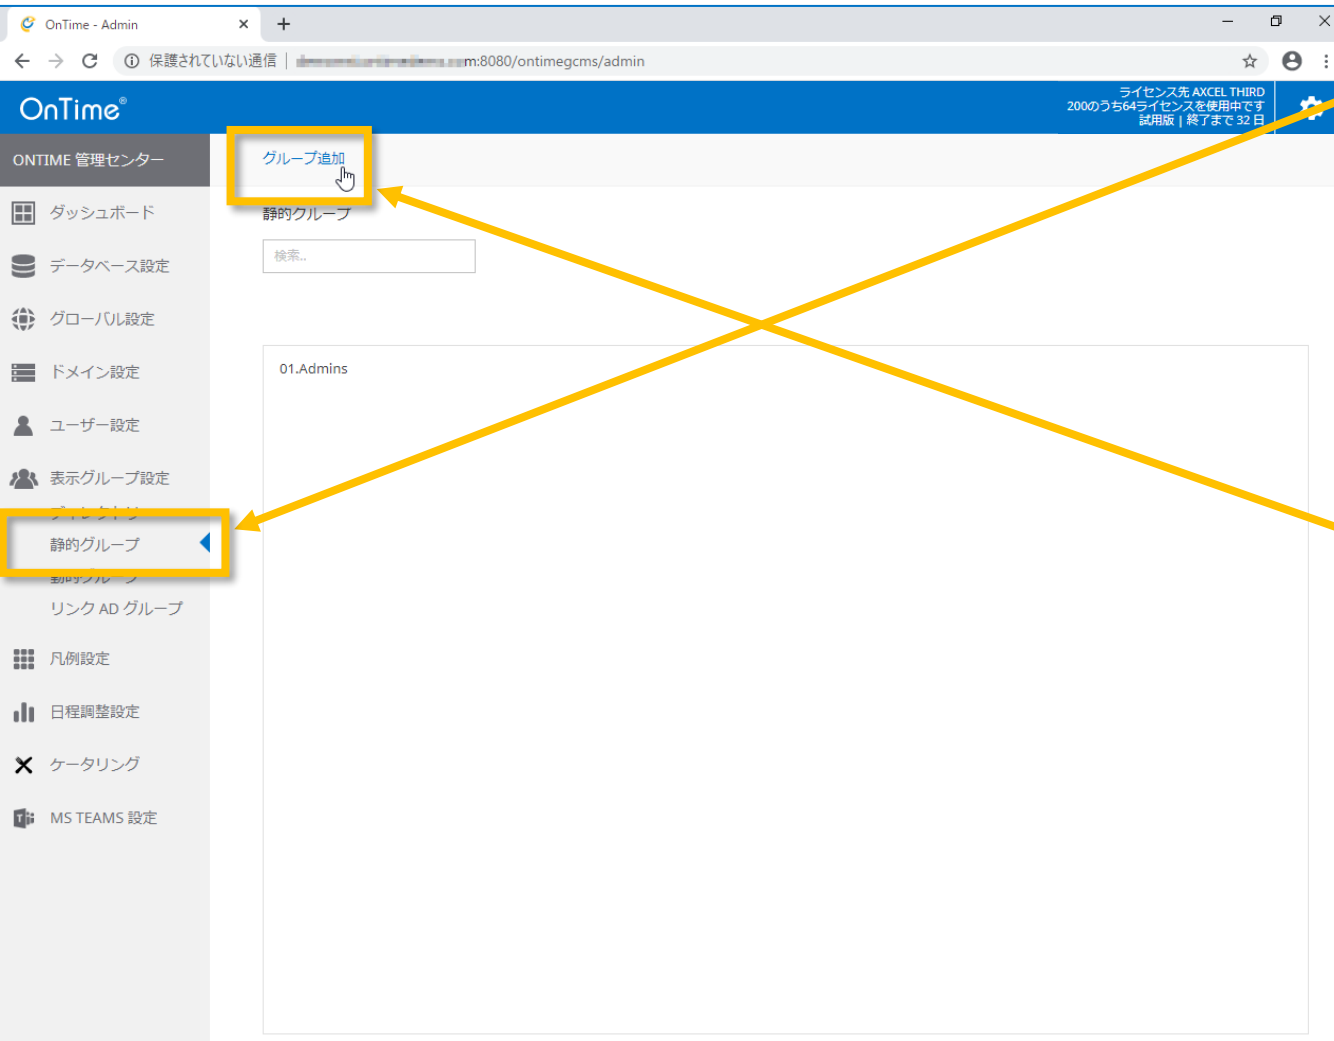 OnTime - Admin
保護されていない通信 | m:8080/ontimegcms/admin
OnTime®
ライセンス先 AXCEL THIRD
200のうち64ライセンスを使用中です
試用版 | 終了まで 32 日
ONTIME 管理センター
グループ追加
ダッシュボード
静的グループ
検索..
データベース設定
グローバル設定
ドメイン設定
01.Admins
ユーザー設定
表示グループ設定
静的グループ
動的グループ
リンク AD グループ
凡例設定
日程調整設定
ケータリング
MS TEAMS 設定